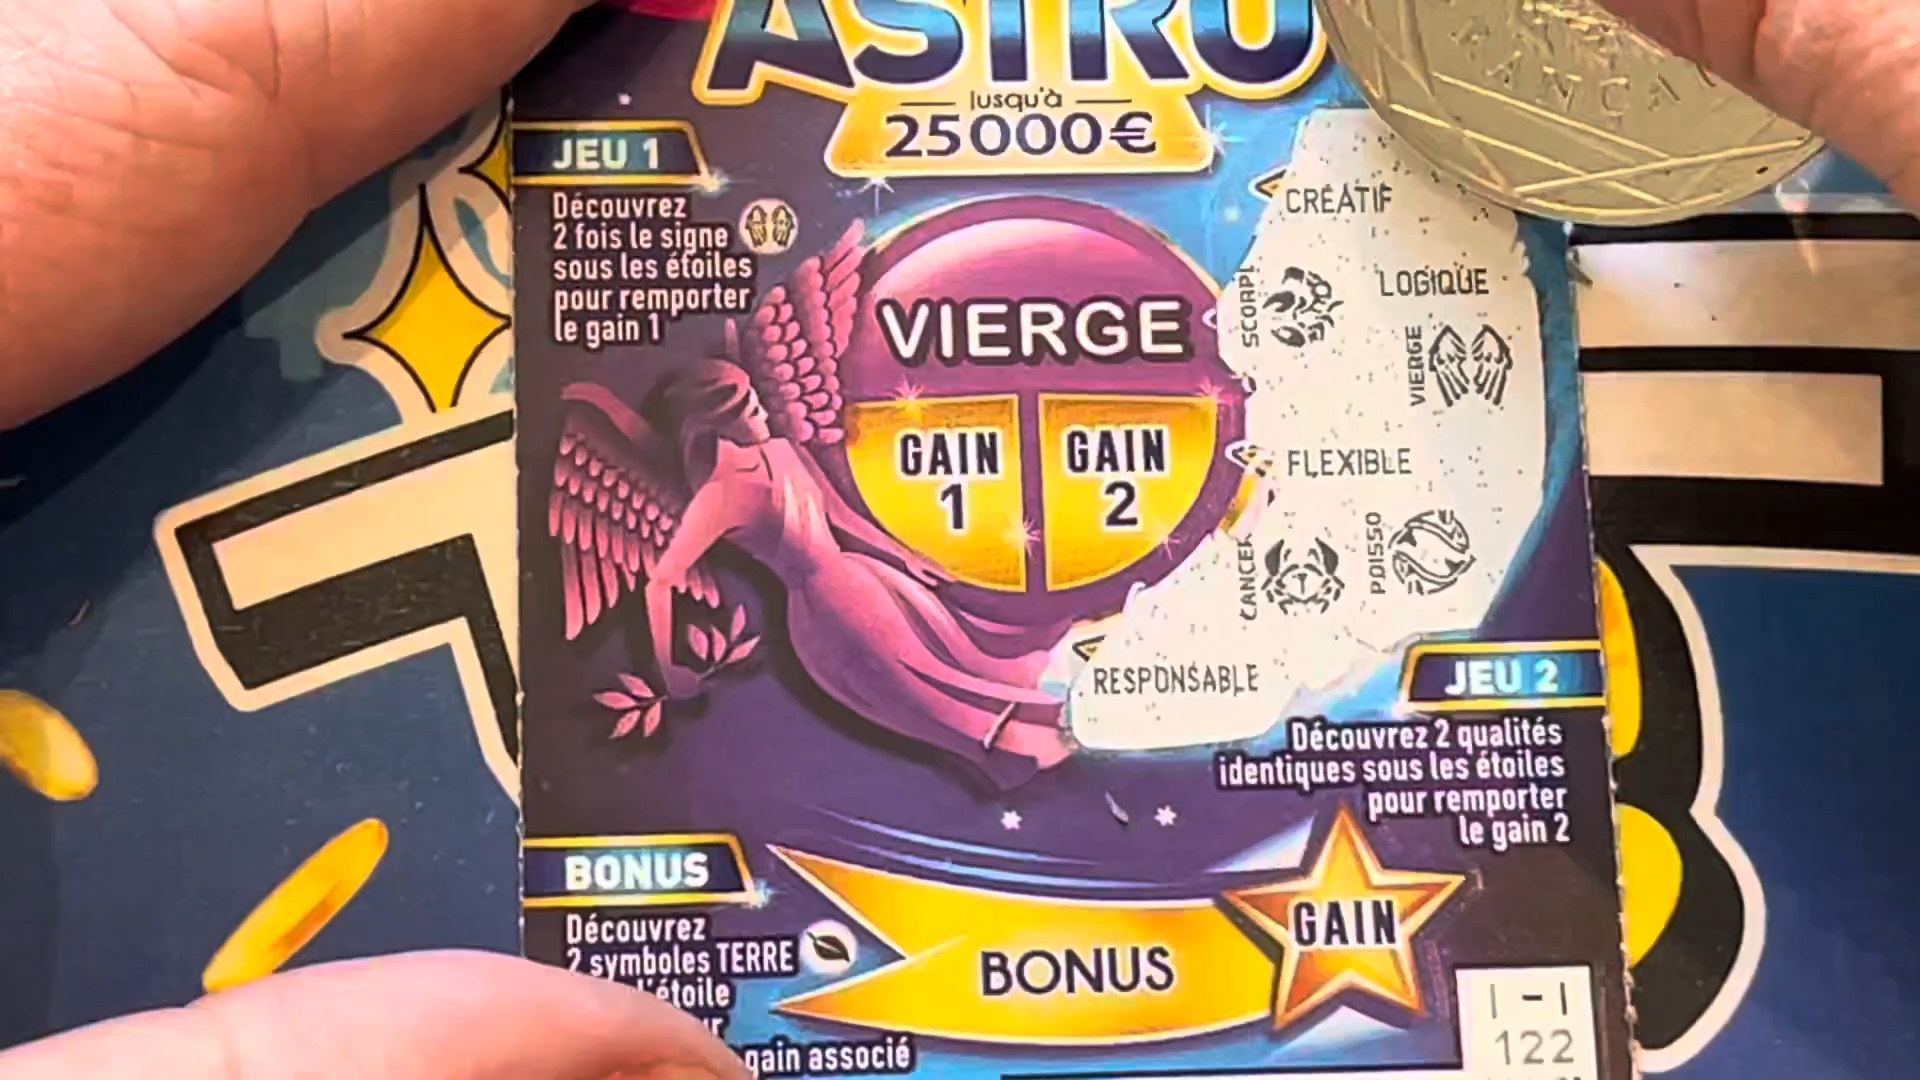 ASTRO
Jusqu'à
25000€
JEU 1
Découvrez
2 fois le signe
sous les étoiles
pour remporter
le gain 1
VIERGE
GAIN
1
GAIN
2
CRÉATIF
SCORPI
LOGIQUE
VIERGE
FLEXIBLE
CANCER
POISSO
RESPONSABLE
JEU 2
Découvrez 2 qualités
identiques sous les étoiles
pour remporter
le gain 2
BONUS
Découvrez
2 symboles TERRE
l'étoile
gain associé
BONUS
GAIN
122